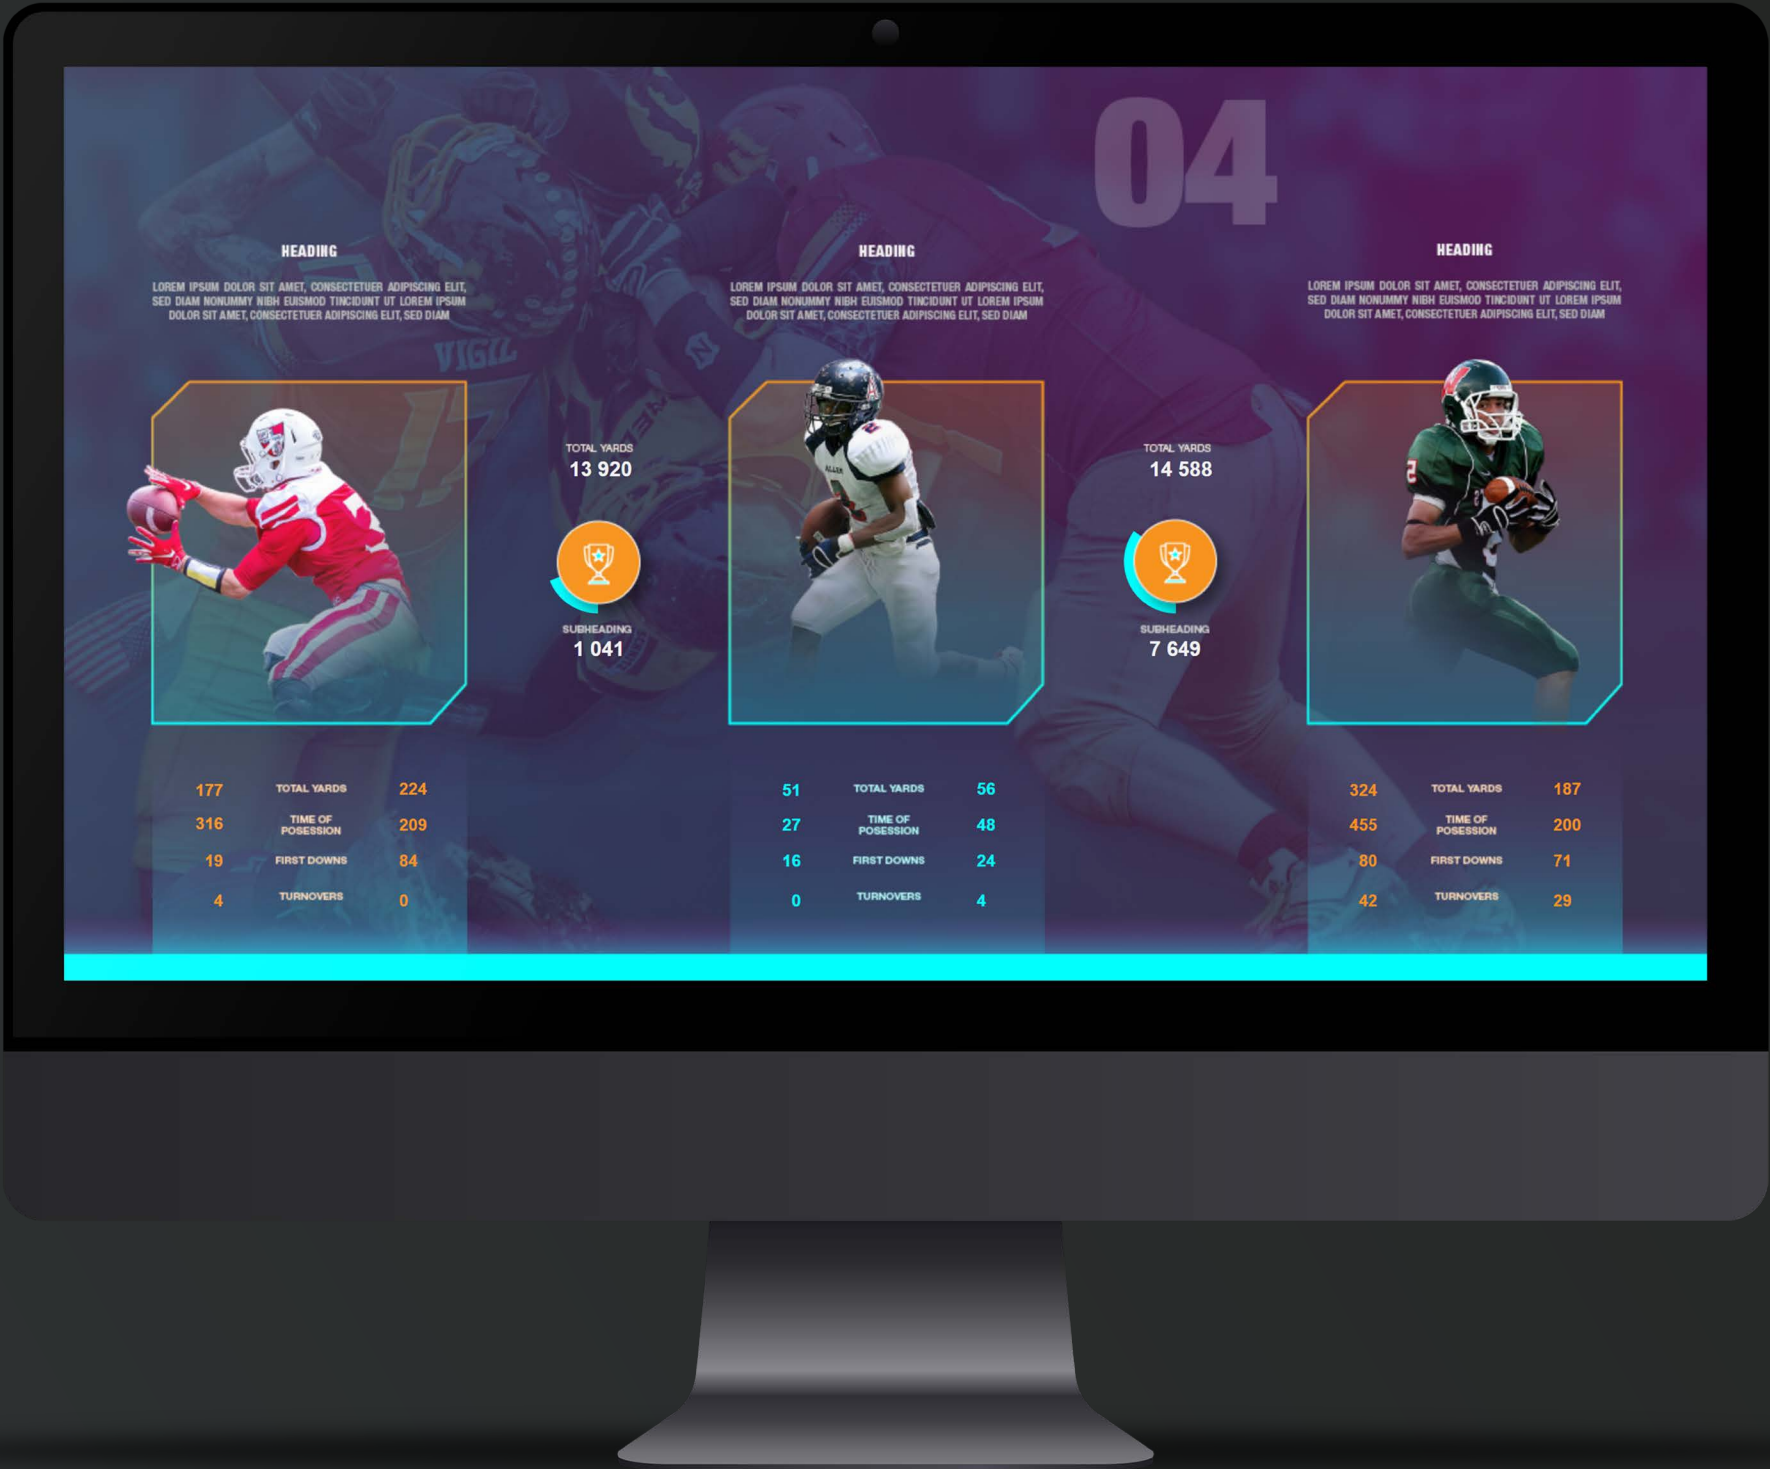 04
HEADING
LOREM IPSUM DOLOR SIT AMET, CONSECTETUER ADIPISCING ELIT,
SED DIAM NONUMMY NIBH EUISMOD TINCIDUNT UT LOREM IPSUM
DOLOR SIT AMET, CONSECTETUER ADIPISCING ELIT, SED DIAM
HEADING
LOREM IPSUM DOLOR SIT AMET, CONSECTETUER ADIPISCING ELIT,
SED DIAM NONUMMY NIBH EUISMOD TINCIDUNT UT LOREM IPSUM
DOLOR SIT AMET, CONSECTETUER ADIPISCING ELIT, SED DIAM
HEADING
LOREM IPSUM DOLOR SIT AMET, CONSECTETUER ADIPISCING ELIT,
SED DIAM NONUMMY NIBH EUISMOD TINCIDUNT UT LOREM IPSUM
DOLOR SIT AMET, CONSECTETUER ADIPISCING ELIT, SED DIAM
VIGIL
17
TOTAL YARDS
13 920
SUBHEADING
1 041
A
2
TOTAL YARDS
14 588
SUBHEADING
7 649
2
177 TOTAL YARDS 224
316 TIME OF 209
POSESSION
19 FIRST DOWNS 84
4 TURNOVERS 0
51 TOTAL YARDS 56
27 TIME OF 48
POSESSION
16 FIRST DOWNS 24
0 TURNOVERS 4
324 TOTAL YARDS 187
455 TIME OF 200
POSESSION
80 FIRST DOWNS 71
42 TURNOVERS 29